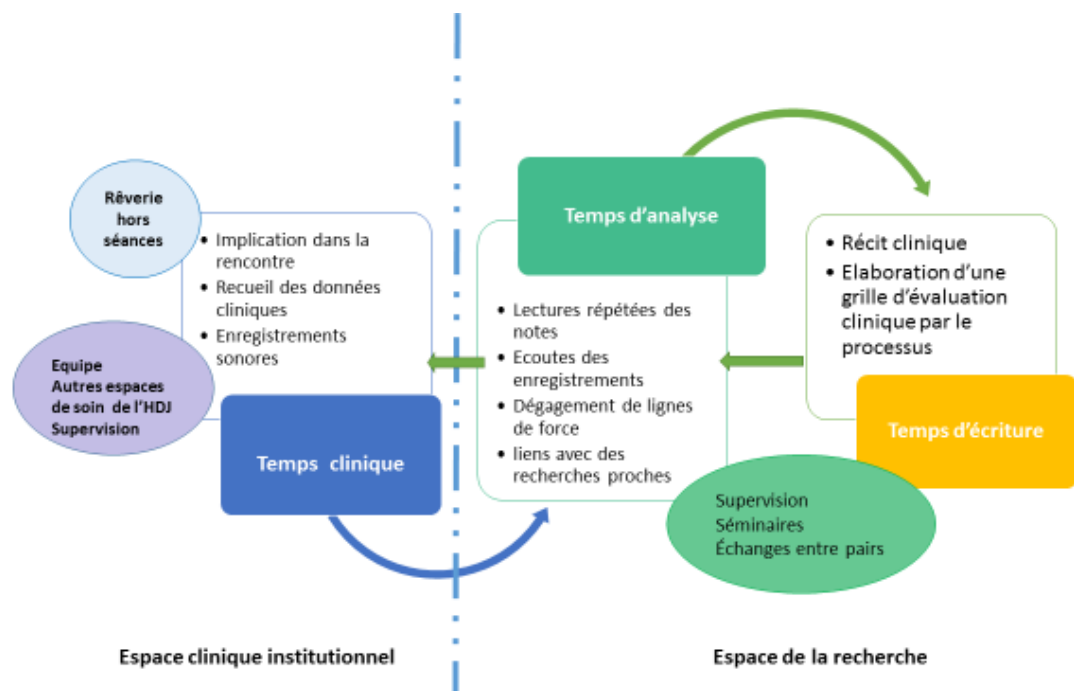 Rêverie
hors
séances
• Implication dans la
rencontre
• Recueil des données
cliniques
• Enregistrements
sonores
Equipe
Autres espaces
de soin de l'HDJ
Supervision
Temps clinique
Temps d'analyse
• Lectures répétées des
notes
• Ecoutes des
enregistrements
• Dégagement de lignes
de force
• liens avec des
recherches proches
• Récit clinique
• Elaboration d'une
grille d'évaluation
clinique par le
processus
Temps d'écriture
Supervision
Séminaires
Échanges entre pairs
Espace clinique institutionnel
Espace de la recherche